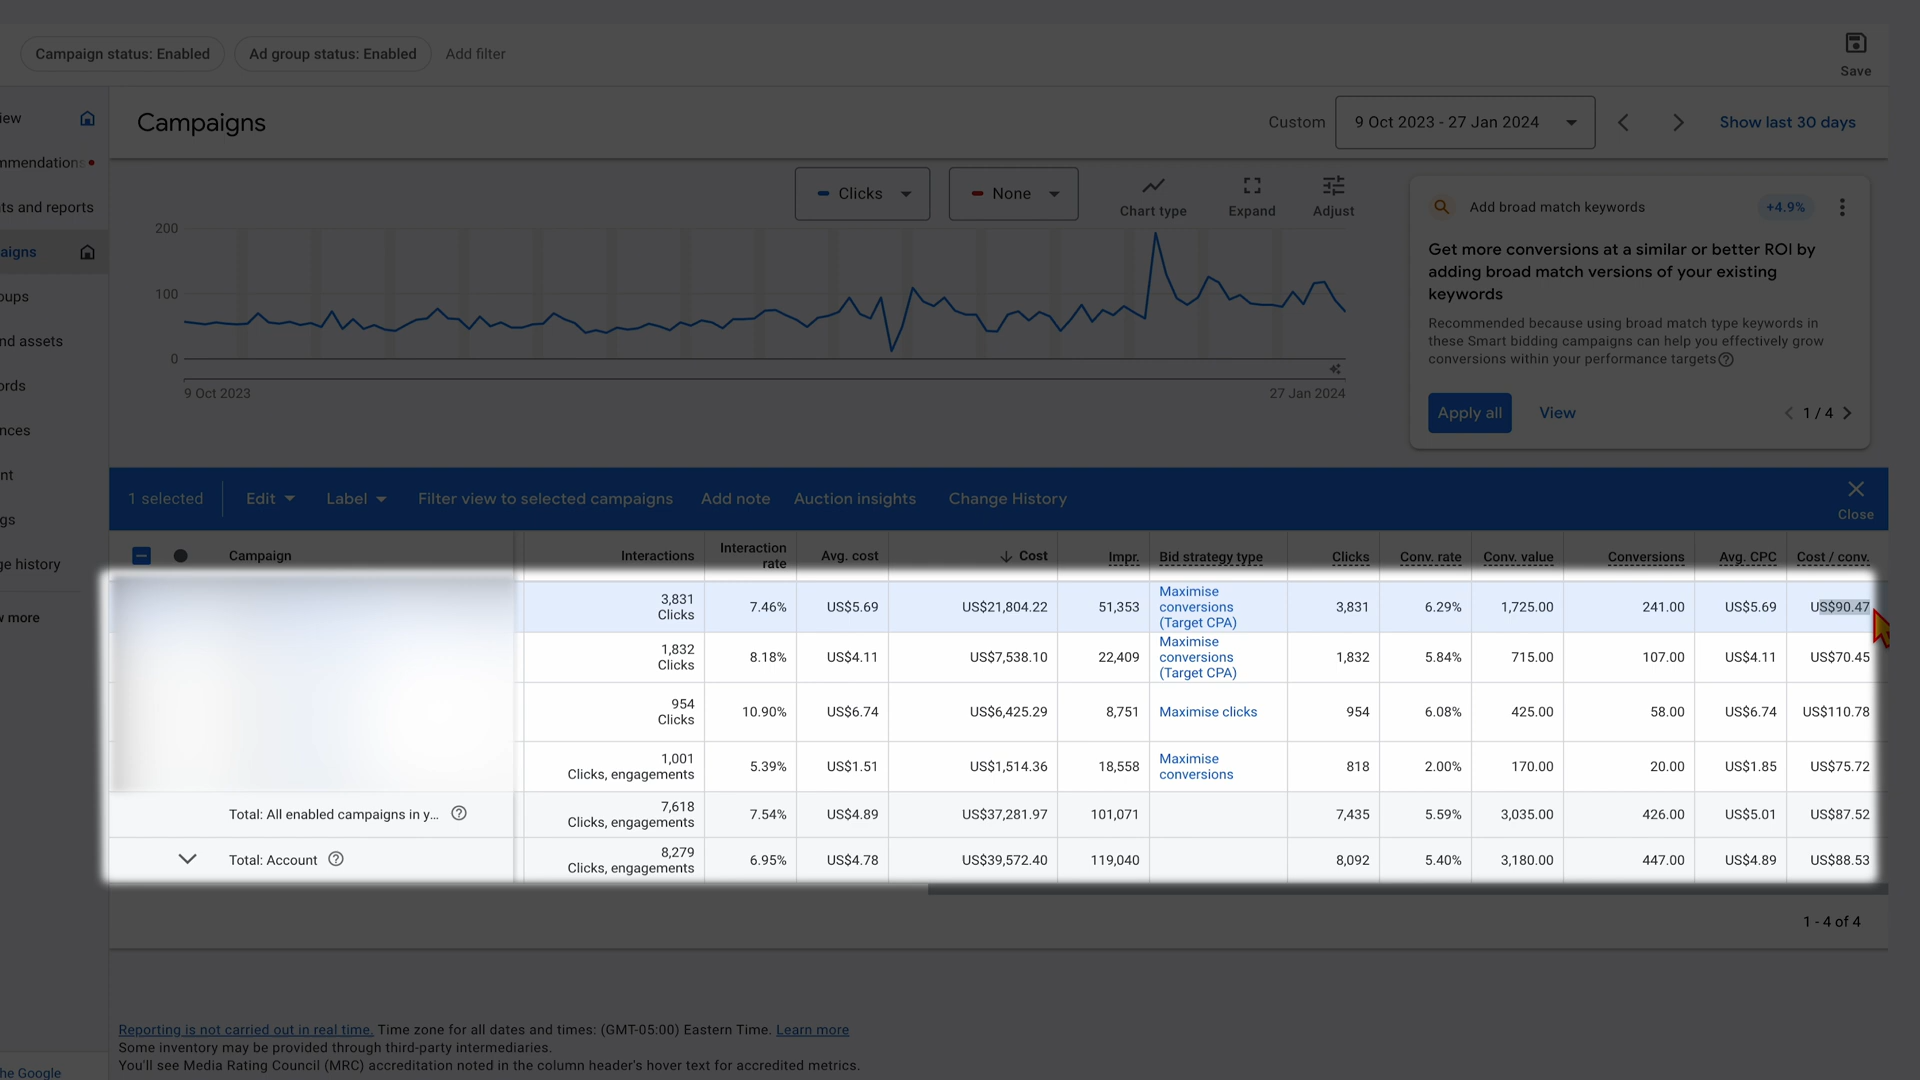 Campaign status: Enabled
Ad group status: Enabled
Add filter
Save
iew
mmendations
ts and reports
aigns
oups
nd assets
ords
nces
nt
gs
ge history
w more
he Google
Campaigns
Custom
9 Oct 2023 - 27 Jan 2024
Show last 30 days
Clicks
None
Chart type
Expand
Adjust
200
100
0
9 Oct 2023
27 Jan 2024
Add broad match keywords
+4.9%
Get more conversions at a similar or better ROI by
adding broad match versions of your existing
keywords
Recommended because using broad match type keywords in
these Smart bidding campaigns can help you effectively grow
conversions within your performance targets
Apply all
View
1 / 4
1 selected
Edit
Label
Filter view to selected campaigns
Add note
Auction insights
Change History
Close
Campaign
Interactions
Interaction
rate
Avg. cost
Cost
Impr.
Bid strategy type
Clicks
Conv. rate
Conv. value
Conversions
Avg. CPC
Cost / conv.
3,831
Clicks
7.46%
US$5.69
US$21,804.22
51,353
Maximise
conversions
(Target CPA)
3,831
6.29%
1,725.00
241.00
US$5.69
US$90.47
1,832
Clicks
8.18%
US$4.11
US$7,538.10
22,409
Maximise
conversions
(Target CPA)
1,832
5.84%
715.00
107.00
US$4.11
US$70.45
954
Clicks
10.90%
US$6.74
US$6,425.29
8,751
Maximise clicks
954
6.08%
425.00
58.00
US$6.74
US$110.78
1,001
Clicks, engagements
5.39%
US$1.51
US$1,514.36
18,558
Maximise
conversions
818
2.00%
170.00
20.00
US$1.85
US$75.72
Total: All enabled campaigns in y...
7,618
Clicks, engagements
7.54%
US$4.89
US$37,281.97
101,071
7,435
5.59%
3,035.00
426.00
US$5.01
US$87.52
Total: Account
8,279
Clicks, engagements
6.95%
US$4.78
US$39,572.40
119,040
8,092
5.40%
3,180.00
447.00
US$4.89
US$88.53
1 - 4 of 4
Reporting is not carried out in real time. Time zone for all dates and times: (GMT-05:00) Eastern Time. Learn more
Some inventory may be provided through third-party intermediaries.
You'll see Media Rating Council (MRC) accreditation noted in the column header's hover text for accredited metrics.